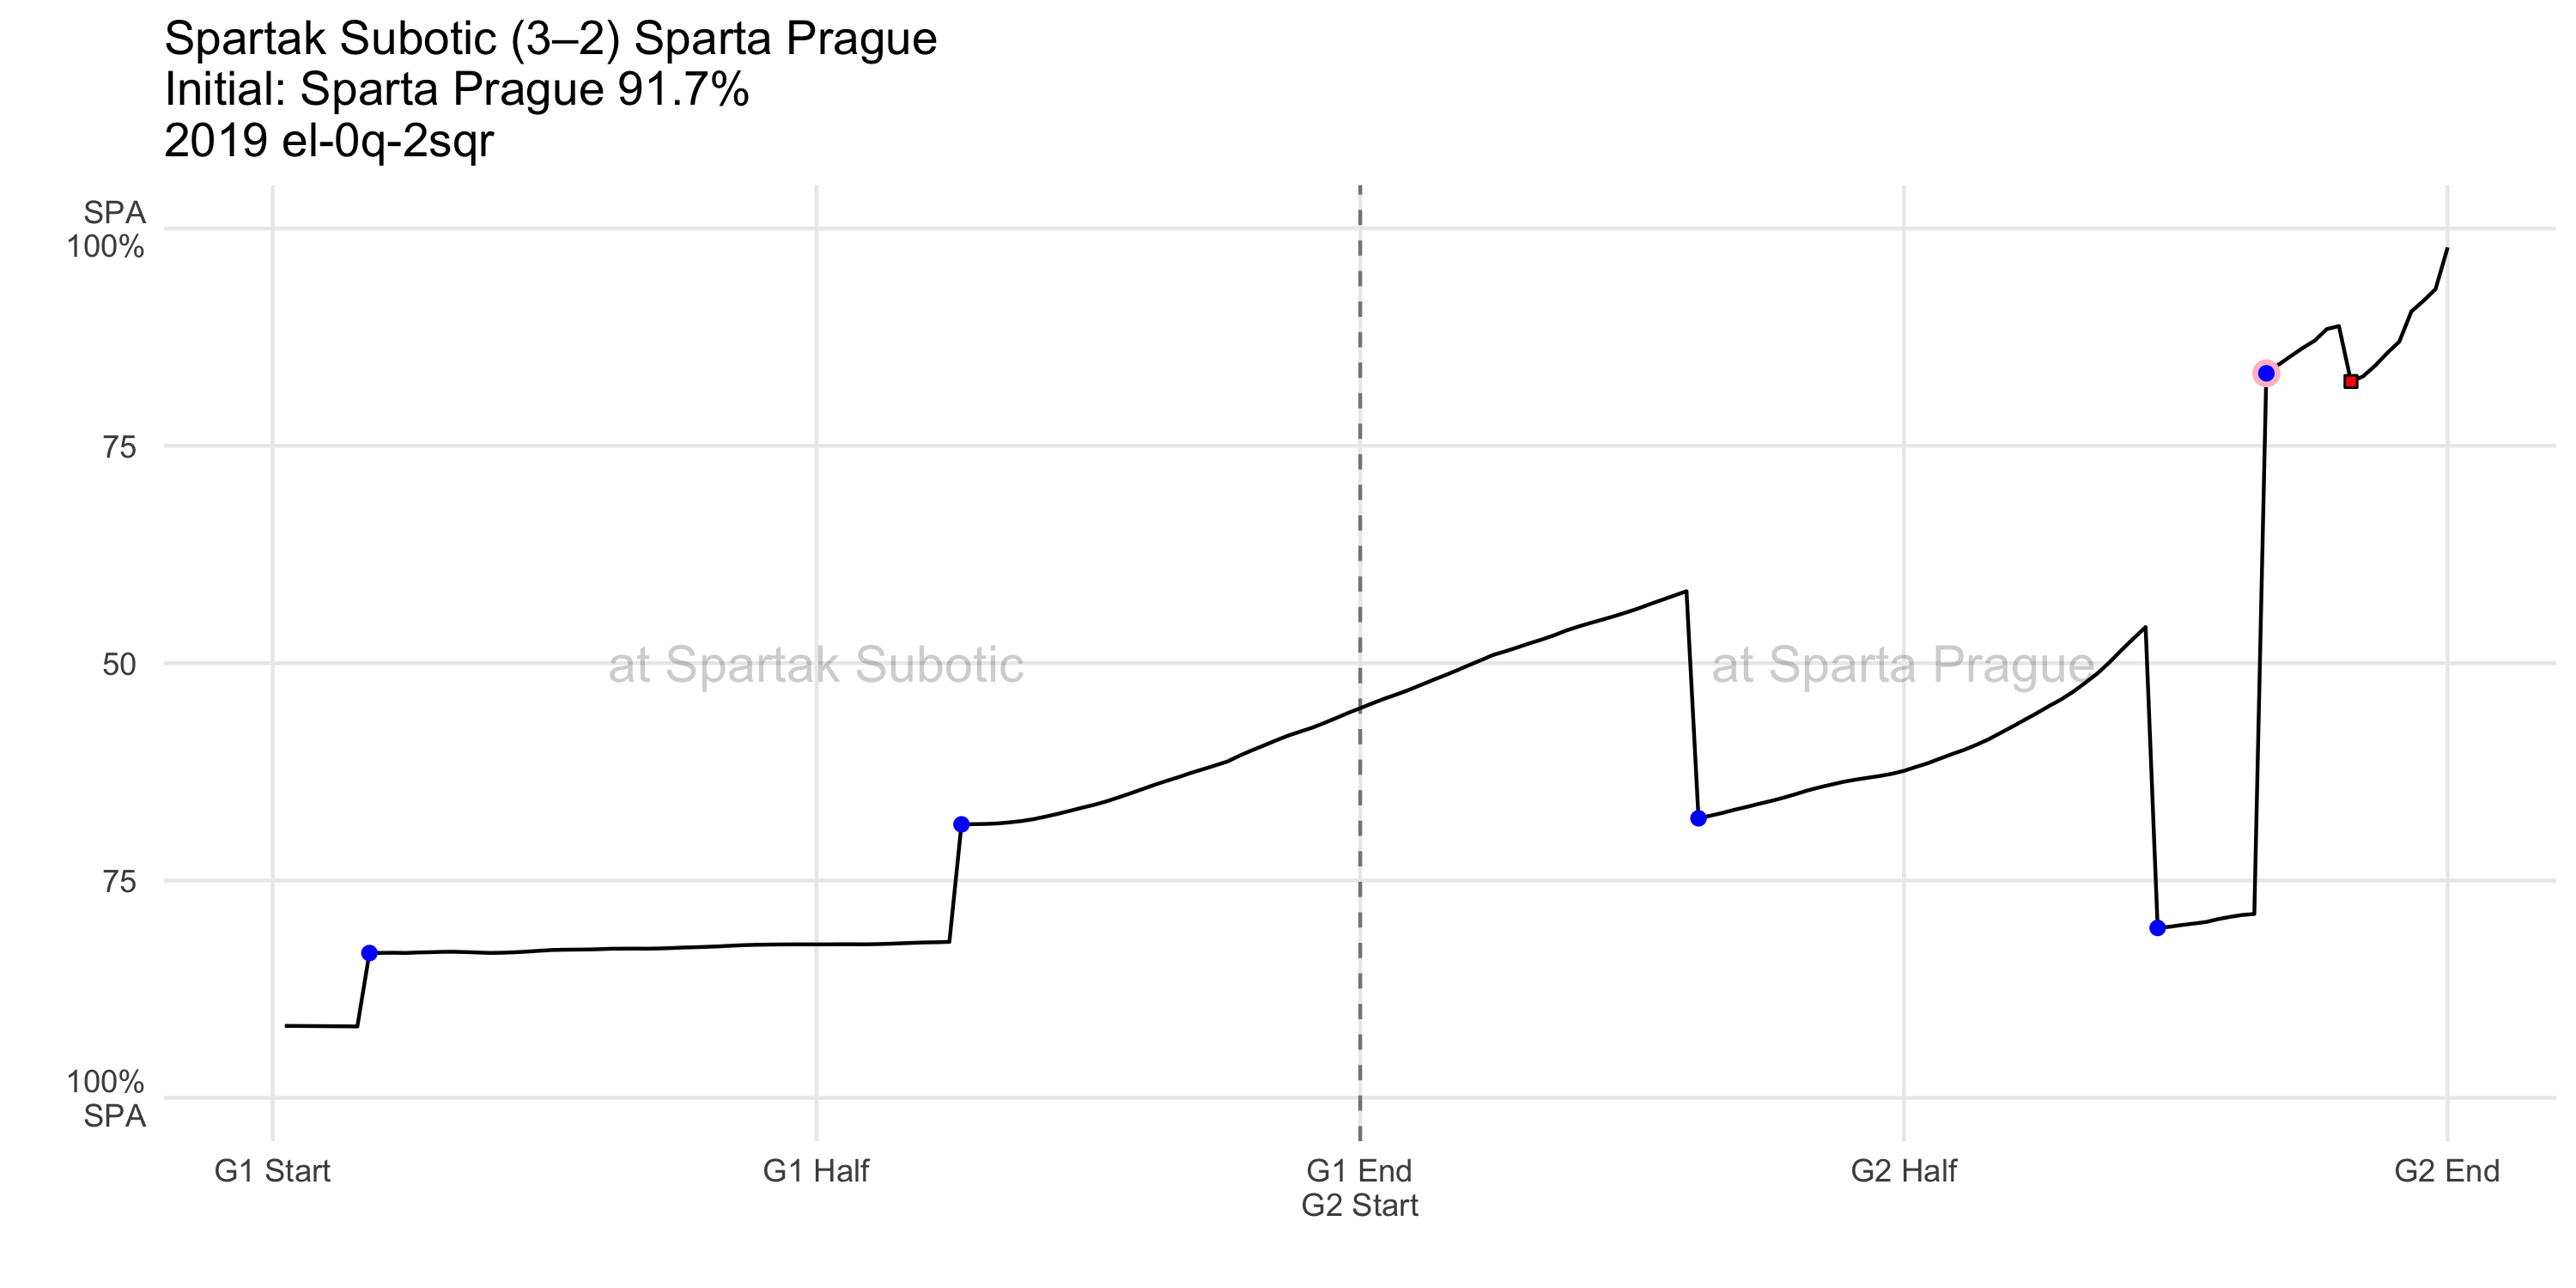 Spartak Subotic (3–2) Sparta Prague
Initial: Sparta Prague 91.7%
2019 el-0q-2sqr
SPA
100%
75
50
75
100%
SPA
at Spartak Subotic
at Sparta Prague
G1 Start
G1 Half
G1 End
G2 Start
G2 Half
G2 End